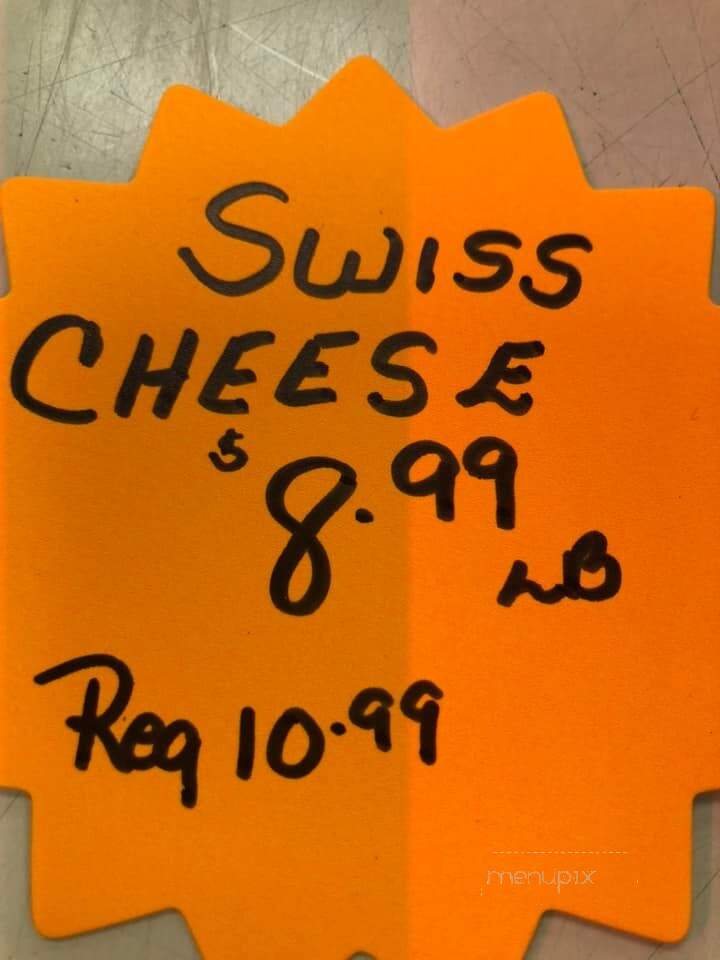 SWISS
CHEESE
$8.99
LB
Reg 10.99
menupix